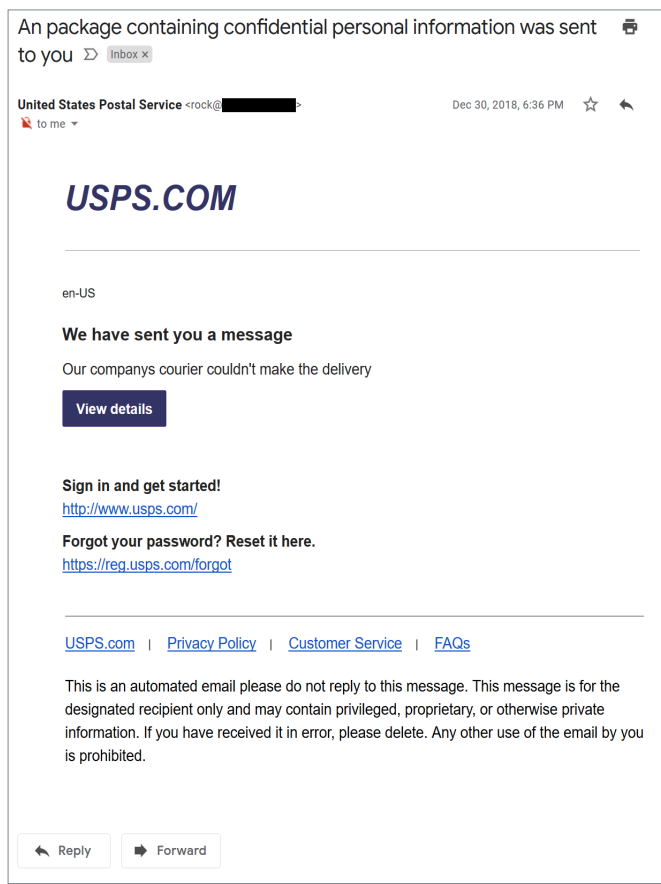 An package containing confidential personal information was sent
to you Inbox ×
United States Postal Service <rock@ > Dec 30, 2018, 6:36 PM
to me
USPS.COM
en-US
We have sent you a message
Our companys courier couldn't make the delivery
View details
Sign in and get started!
http://www.usps.com/
Forgot your password? Reset it here.
https://reg.usps.com/forgot
USPS.com | Privacy Policy | Customer Service | FAQs
This is an automated email please do not reply to this message. This message is for the
designated recipient only and may contain privileged, proprietary, or otherwise private
information. If you have received it in error, please delete. Any other use of the email by you
is prohibited.
Reply Forward